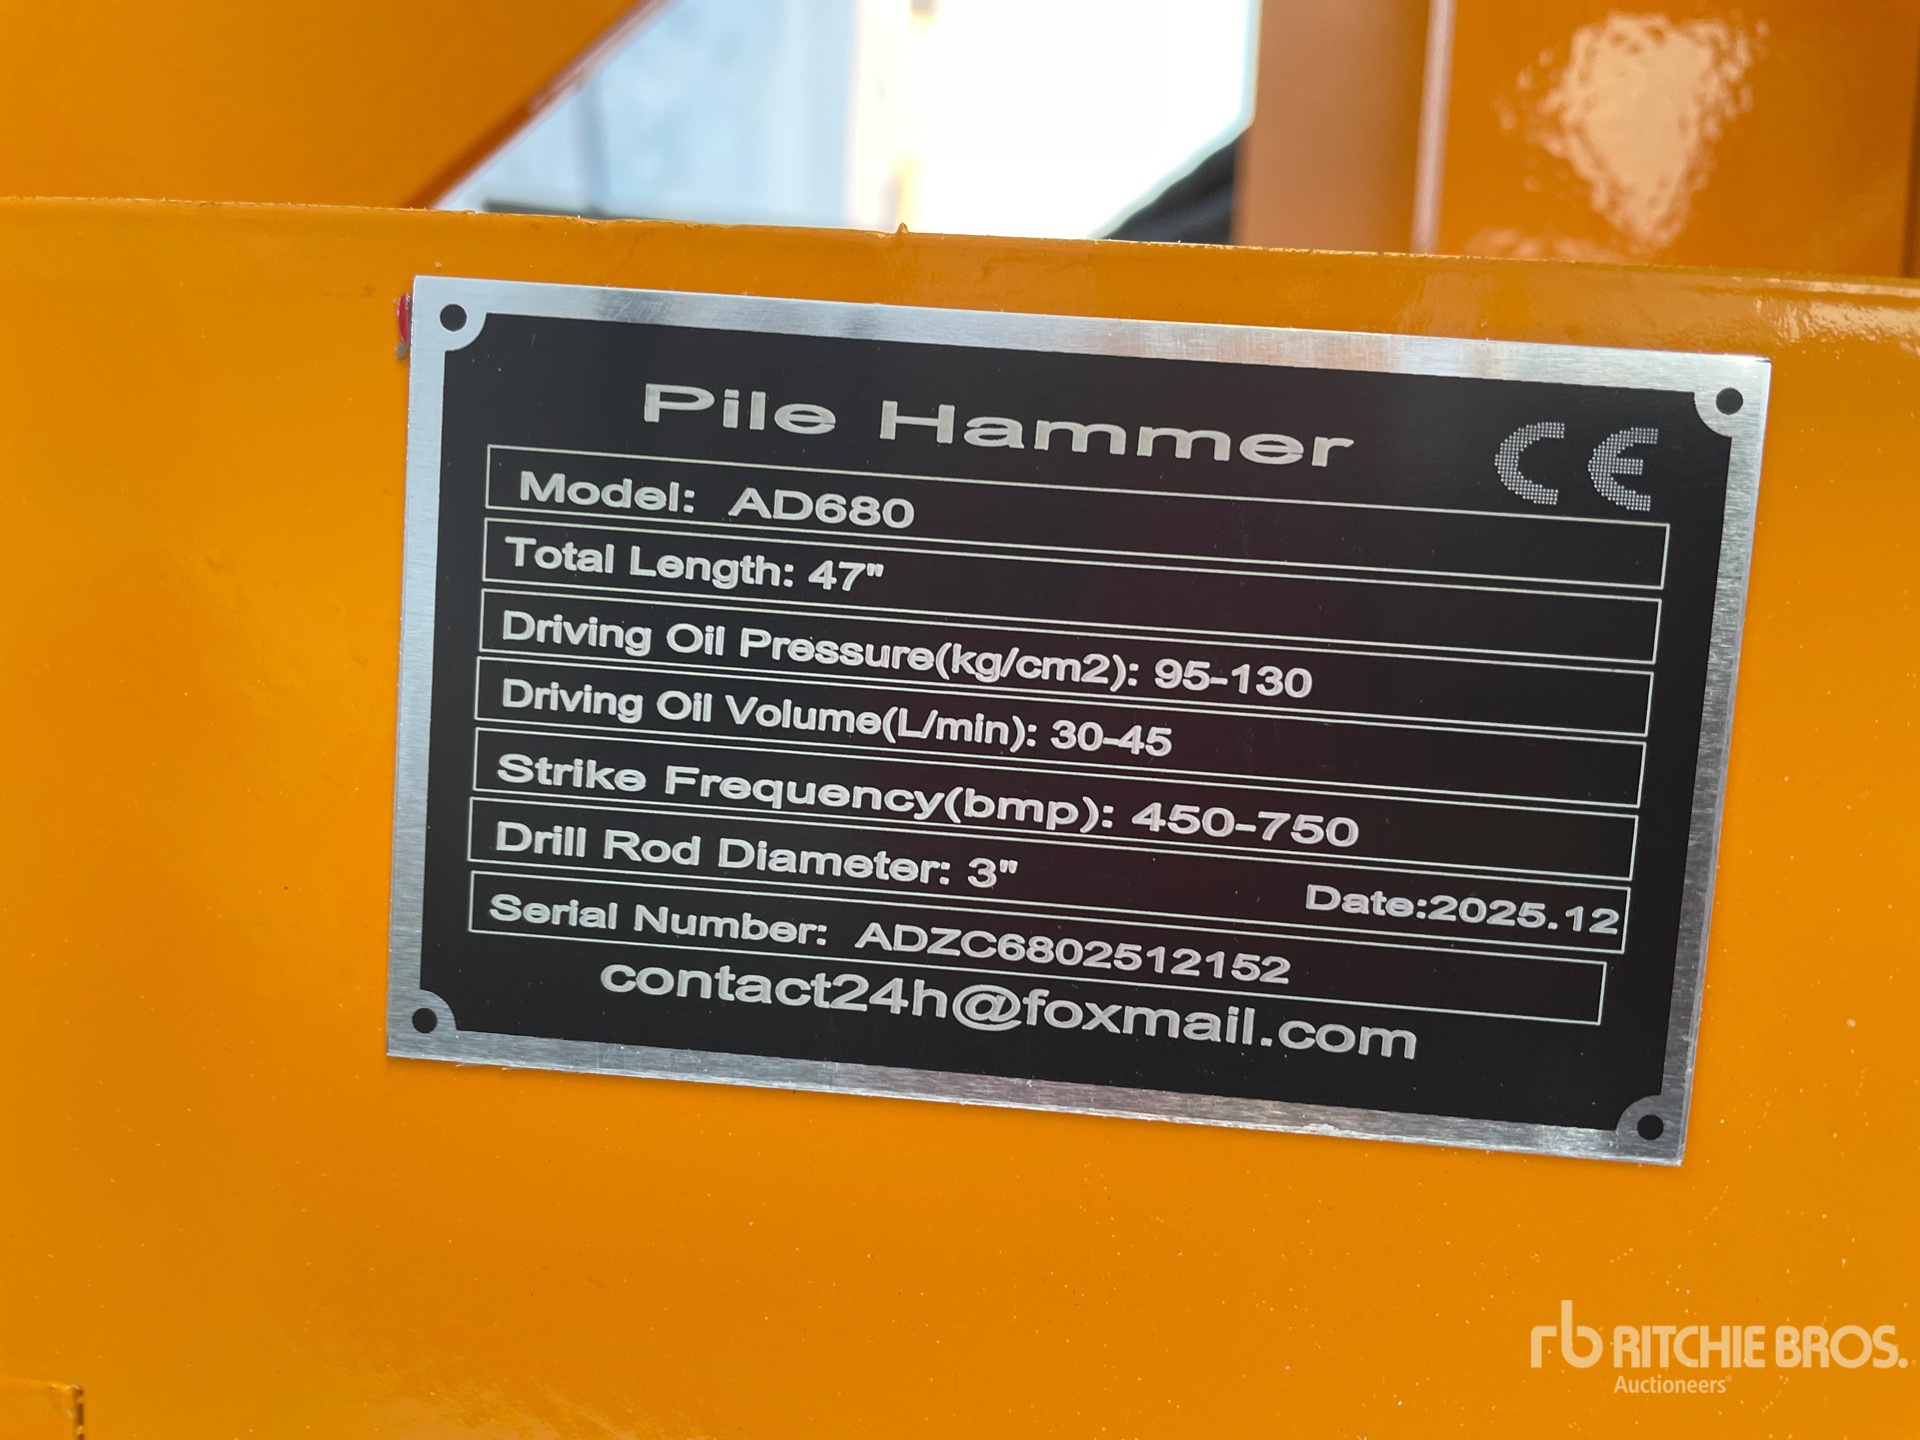 Pile Hammer
CE
Model: AD680
Total Length: 47"
Driving Oil Pressure(kg/cm2): 95-130
Driving Oil Volume(L/min): 30-45
Strike Frequency(bmp): 450-750
Drill Rod Diameter: 3"
Date:2025.12
Serial Number: ADZC6802512152
contact24h@foxmail.com
rb RITCHIE BROS.
Auctioneers